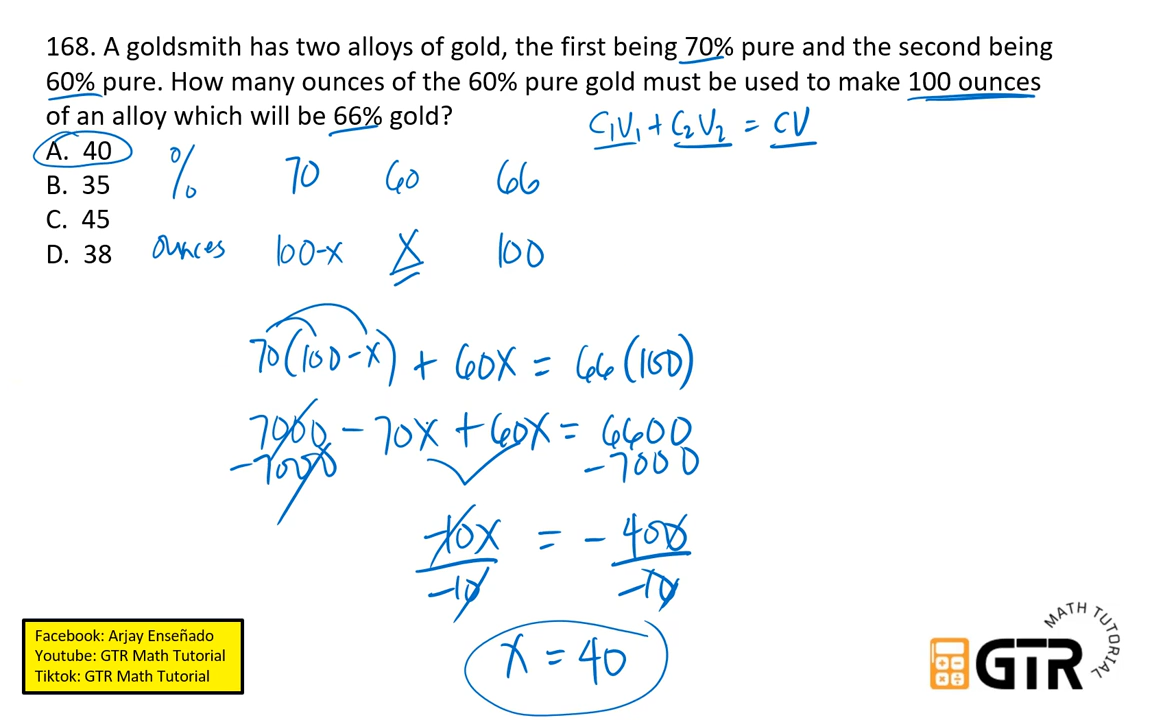 168. A goldsmith has two alloys of gold, the first being 70% pure and the second being
60% pure. How many ounces of the 60% pure gold must be used to make 100 ounces
of an alloy which will be 66% gold?
C₁V₁ + C₂V₂ = CV
A. 40
B. 35
C. 45
D. 38
% 70 60 66
ounces 100-x x 100
70(100-x) + 60x = 66(100)
7000 - 70x + 60x = 6600
-7000 -7000
-10x = -400
-10 -10
x = 40
Facebook: Arjay Enseñado
Youtube: GTR Math Tutorial
Tiktok: GTR Math Tutorial
GTR
MATH TUTORIAL